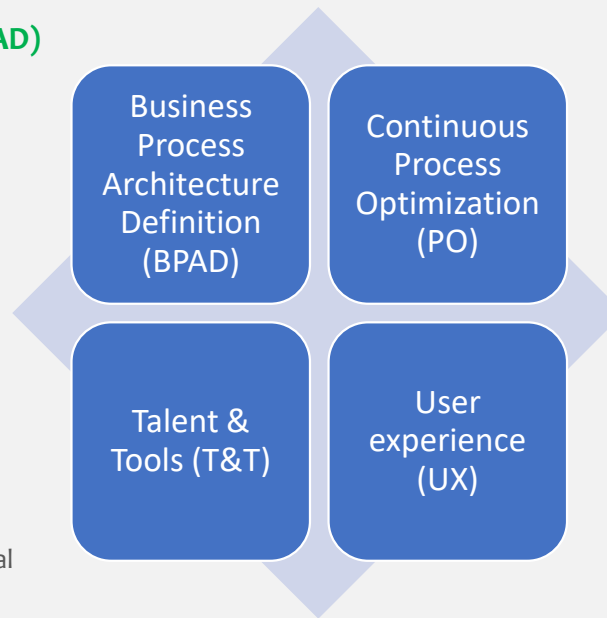 AD)
Business
Process
Architecture
Definition
(BPAD)
Continuous
Process
Optimization
(PO)
Talent &
Tools (T&T)
User
experience
(UX)
al